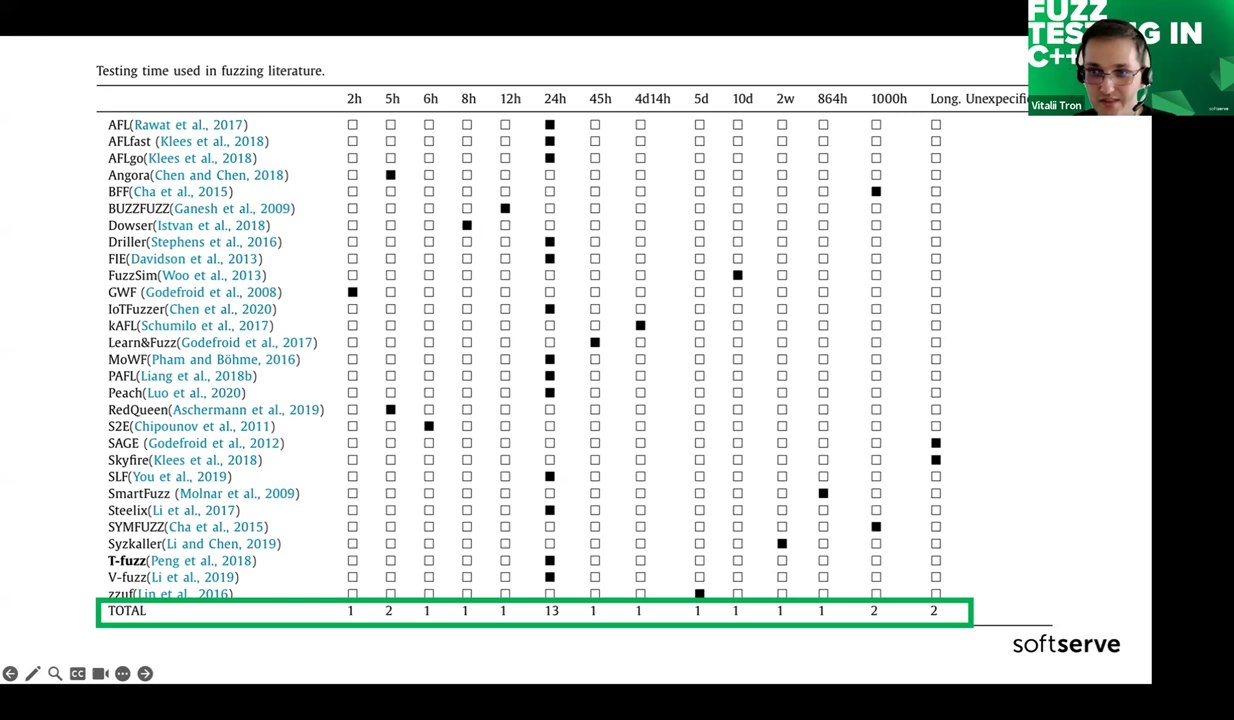 FUZZ
TESTING IN
C++
Vitalii Tron
softserve
Testing time used in fuzzing literature.
2h 5h 6h 8h 12h 24h 45h 4d14h 5d 10d 2w 864h 1000h Long. Unexpecifi
AFL(Rawat et al., 2017) □ □ □ □ □ ■ □ □ □ □ □ □ □ □
AFLfast (Klees et al., 2018) □ □ □ □ □ ■ □ □ □ □ □ □ □ □
AFLgo(Klees et al., 2018) □ □ □ □ □ ■ □ □ □ □ □ □ □ □
Angora(Chen and Chen, 2018) □ ■ □ □ □ □ □ □ □ □ □ □ □ □
BFF(Cha et al., 2015) □ □ □ □ □ □ □ □ □ □ □ □ ■ □
BUZZFUZZ(Ganesh et al., 2009) □ □ □ □ ■ □ □ □ □ □ □ □ □ □
Dowser(Istvan et al., 2018) □ □ □ ■ □ □ □ □ □ □ □ □ □ □
Driller(Stephens et al., 2016) □ □ □ □ □ ■ □ □ □ □ □ □ □ □
FIE(Davidson et al., 2013) □ □ □ □ □ ■ □ □ □ □ □ □ □ □
FuzzSim(Woo et al., 2013) □ □ □ □ □ □ □ □ □ ■ □ □ □ □
GWF (Godefroid et al., 2008) ■ □ □ □ □ □ □ □ □ □ □ □ □ □
IoTFuzzer(Chen et al., 2020) □ □ □ □ □ ■ □ □ □ □ □ □ □ □
kAFL(Schumilo et al., 2017) □ □ □ □ □ □ □ ■ □ □ □ □ □ □
Learn&Fuzz(Godefroid et al., 2017) □ □ □ □ □ □ ■ □ □ □ □ □ □ □
MoWF(Pham and Böhme, 2016) □ □ □ □ □ ■ □ □ □ □ □ □ □ □
PAFL(Liang et al., 2018b) □ □ □ □ □ ■ □ □ □ □ □ □ □ □
Peach(Luo et al., 2020) □ □ □ □ □ ■ □ □ □ □ □ □ □ □
RedQueen(Aschermann et al., 2019) □ ■ □ □ □ □ □ □ □ □ □ □ □ □
S2E(Chipounov et al., 2011) □ □ ■ □ □ □ □ □ □ □ □ □ □ □
SAGE (Godefroid et al., 2012) □ □ □ □ □ □ □ □ □ □ □ □ □ ■
Skyfire(Klees et al., 2018) □ □ □ □ □ □ □ □ □ □ □ □ □ ■
SLF(You et al., 2019) □ □ □ □ □ ■ □ □ □ □ □ □ □ □
SmartFuzz (Molnar et al., 2009) □ □ □ □ □ □ □ □ □ □ □ ■ □ □
Steelix(Li et al., 2017) □ □ □ □ □ ■ □ □ □ □ □ □ □ □
SYMFUZZ(Cha et al., 2015) □ □ □ □ □ □ □ □ □ □ □ □ ■ □
Syzkaller(Li and Chen, 2019) □ □ □ □ □ □ □ □ □ □ ■ □ □ □
T-fuzz(Peng et al., 2018) □ □ □ □ □ ■ □ □ □ □ □ □ □ □
V-fuzz(Li et al., 2019) □ □ □ □ □ ■ □ □ □ □ □ □ □ □
zzuf(Lin et al., 2016) □ □ □ □ □ □ □ □ ■ □ □ □ □ □
TOTAL 1 2 1 1 1 13 1 1 1 1 1 1 2 2
softserve
CC